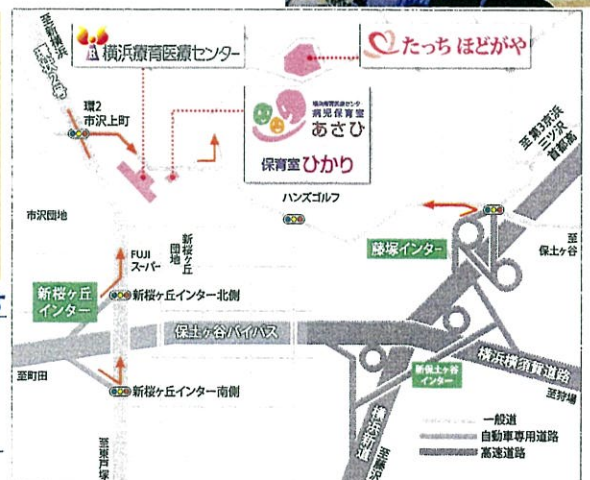 至新横浜
環状2号
横浜療育医療センター
たっち ほどがや
環2
市沢上町
横浜療育医療センター
病児保育室
あさひ
保育室 ひかり
至第3京浜
三ツ沢
首都高
ハンズゴルフ
市沢団地
新桜ヶ丘
団地
FUJI
スーパー
藤塚インター
至
保土ヶ谷
新桜ヶ丘
インター
新桜ヶ丘インター北側
保土ヶ谷バイパス
横浜横須賀道路
至町田
新保土ヶ谷
インター
至狩場
新桜ヶ丘インター南側
横浜新道
至東戸塚
至藤沢
一般道
自動車専用道路
高速道路